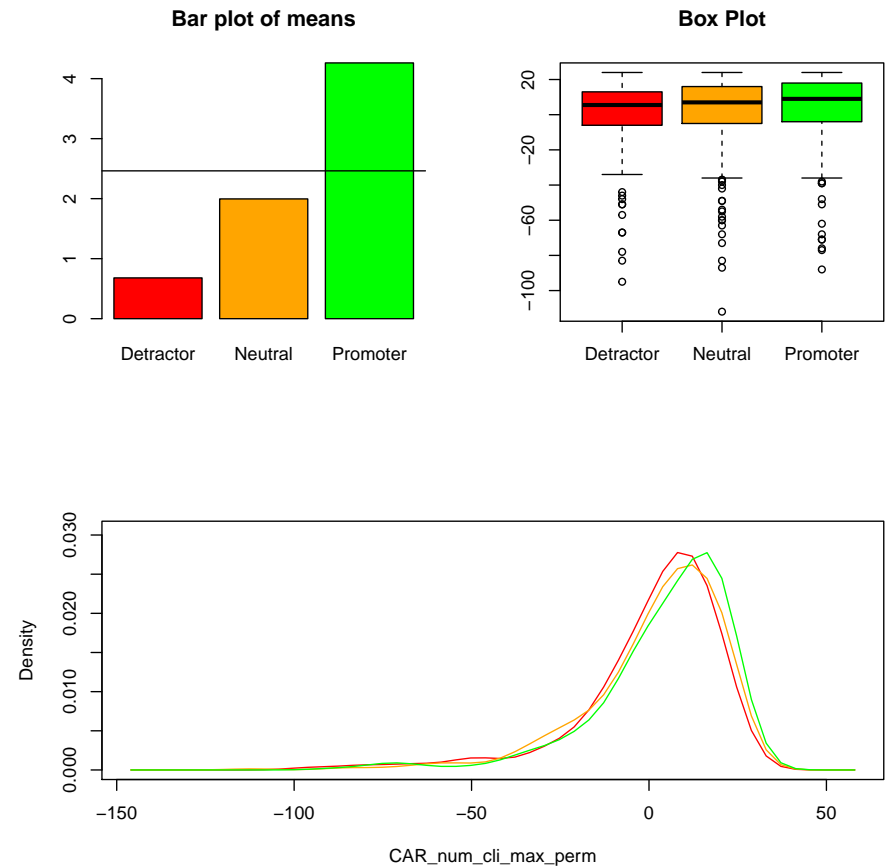 Bar plot of means
4
3
2
1
0
Detractor Neutral Promoter
Box Plot
20
−20
−60
−100
Detractor Neutral Promoter
Density
0.030
0.020
0.010
0.000
−150 −100 −50 0 50
CAR_num_cli_max_perm